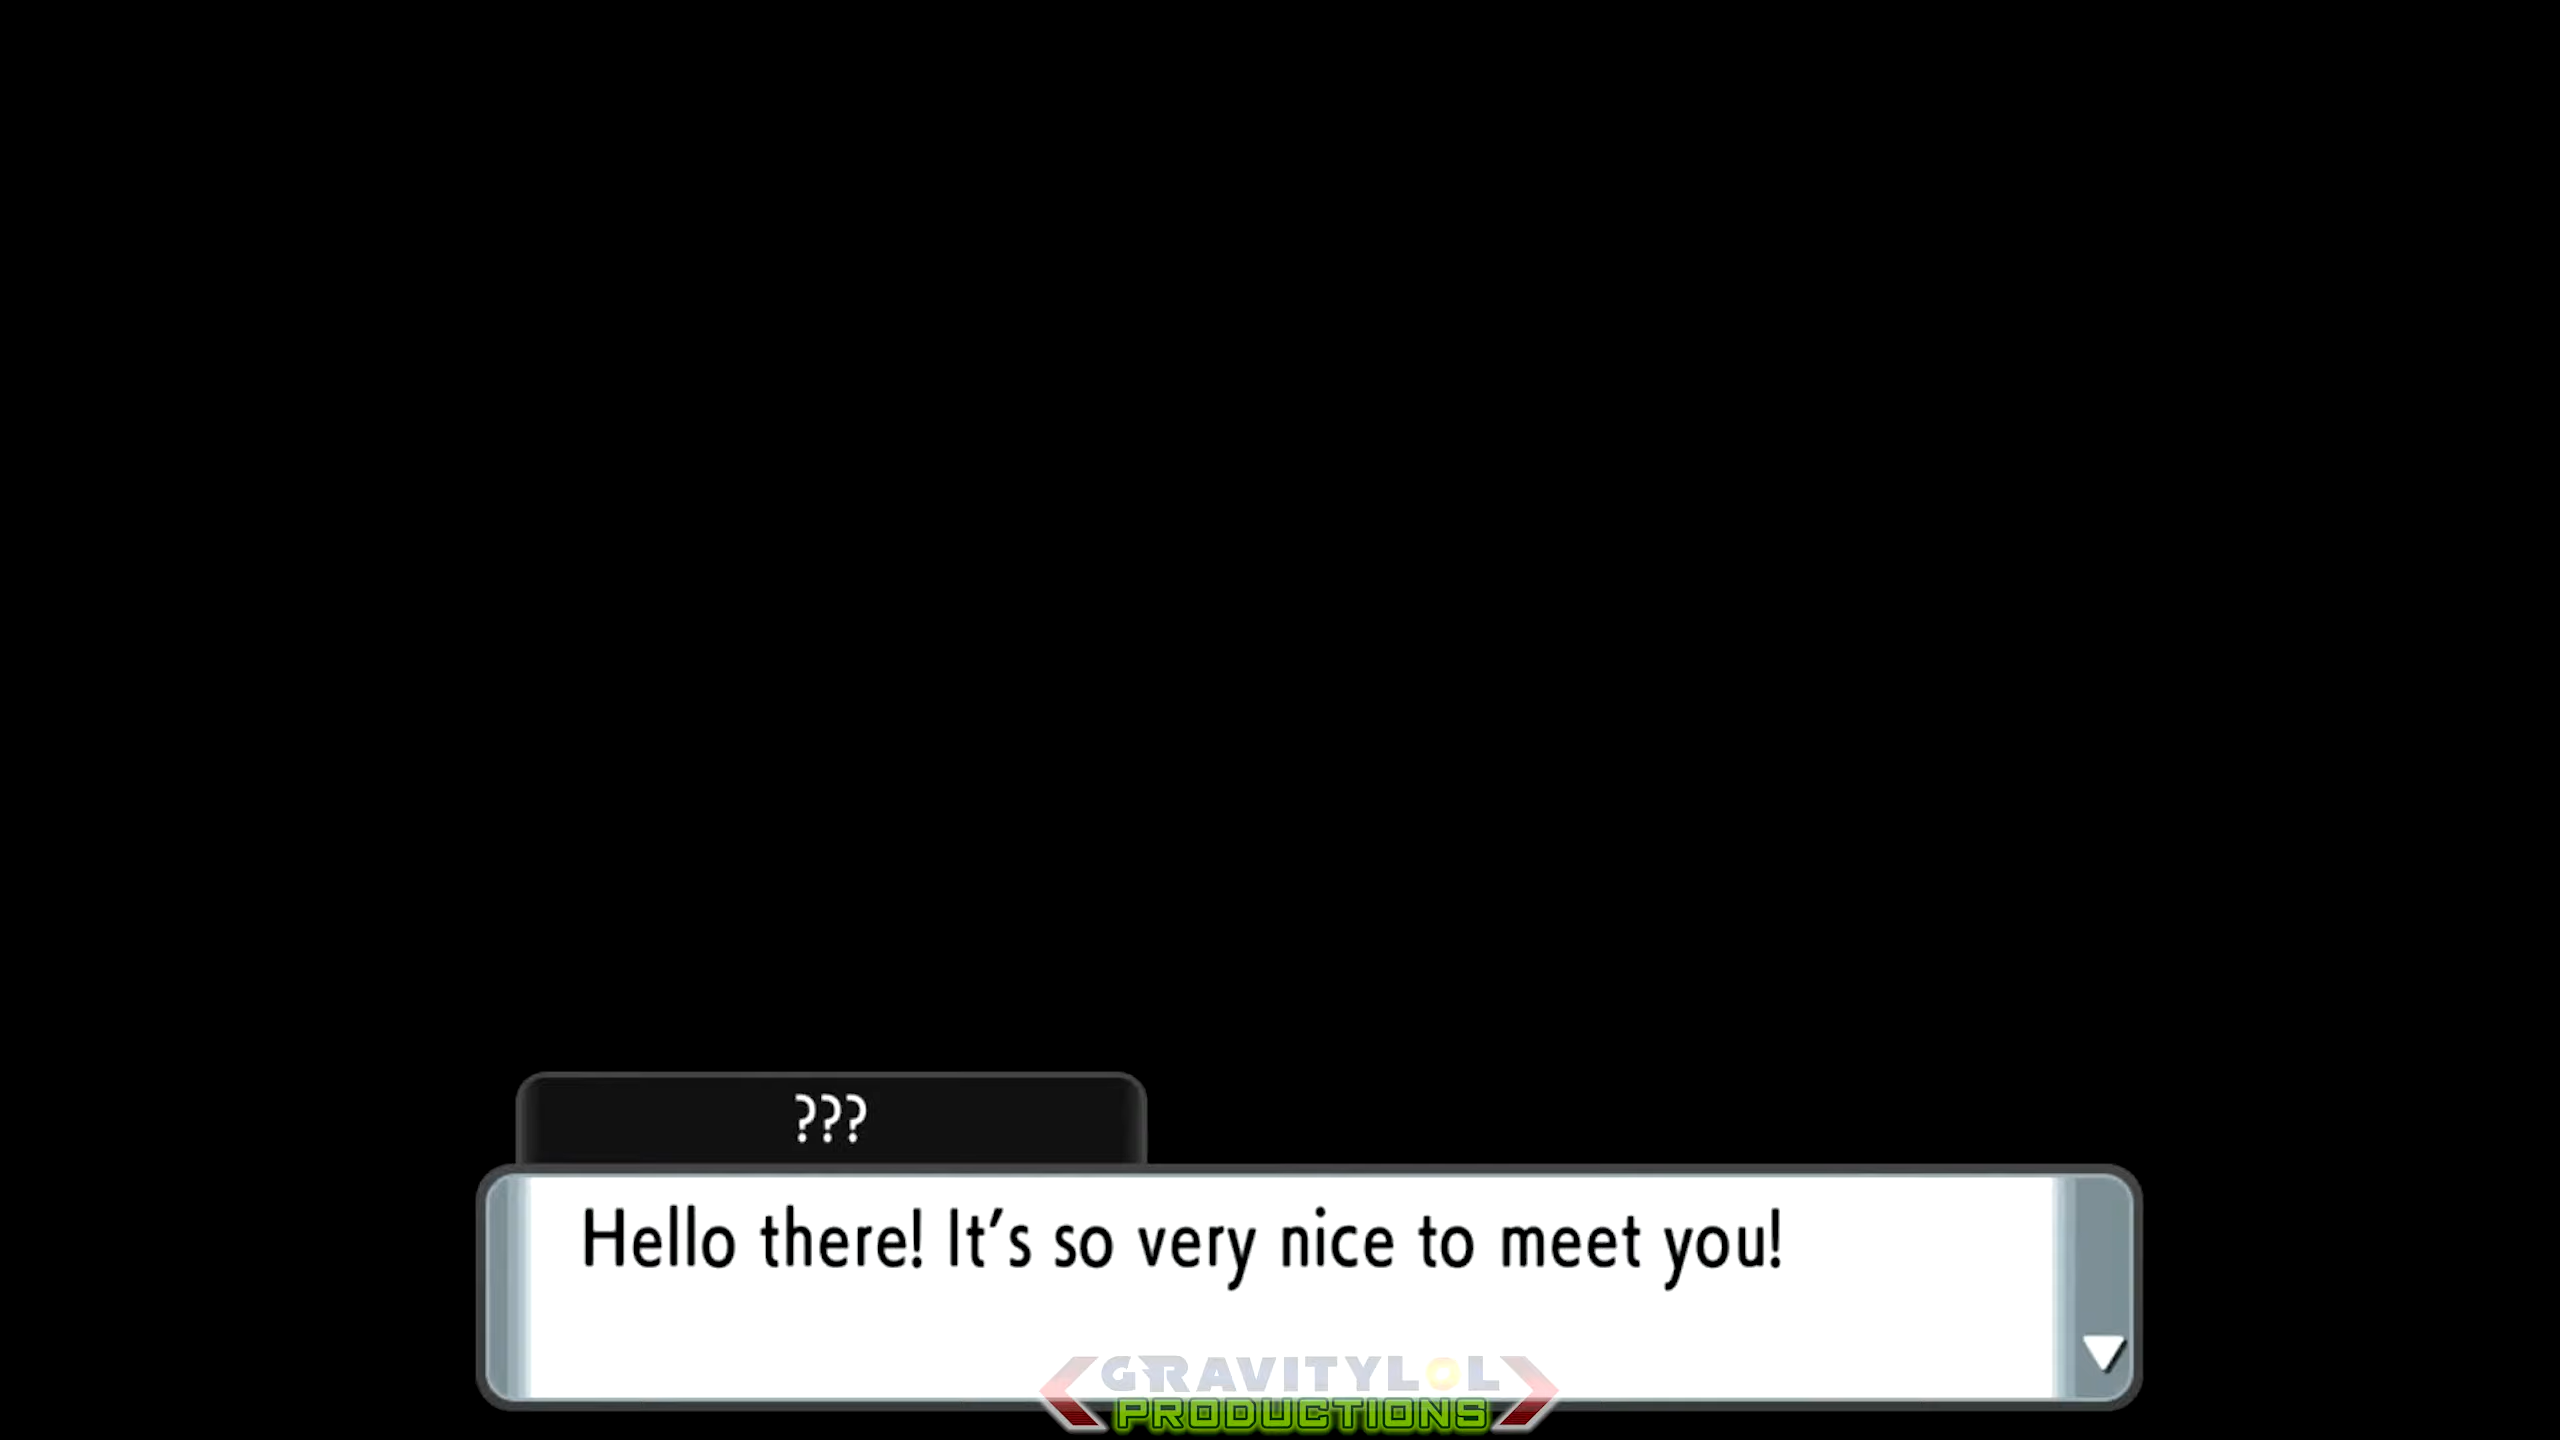 ???
Hello there! It’s so very nice to meet you!
GRAVITYLOL
PRODUCTIONS